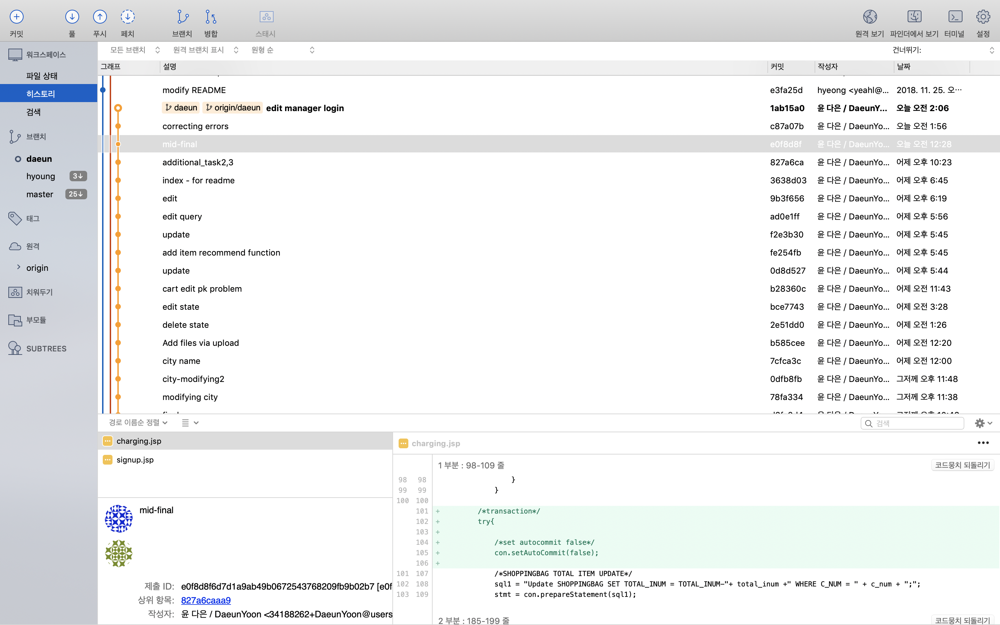 커밋 풀 푸시 페치 브랜치 병합 스태시 원격 보기 파인더에서 보기 터미널 설정
워크스페이스
파일 상태
히스토리
검색
브랜치
daeun
hyoung 3↓
master 25↓
태그
원격
origin
치워두기
부모듈
SUBTREES
모든 브랜치 원격 브랜치 표시 원형 순 건너뛰기:
그래프 설명 커밋 작성자 날짜
modify README e3fa25d hyeong <yeahl@... 2018. 11. 25. 오…
daeun origin/daeun edit manager login 1ab15a0 윤 다은 / DaeunY... 오늘 오전 2:06
correcting errors c87a07b 윤 다은 / DaeunYo... 오늘 오전 1:56
mid-final e0f8d8f 윤 다은 / DaeunYo... 오늘 오전 12:28
additional_task2,3 827a6ca 윤 다은 / DaeunYo... 어제 오후 10:23
index - for readme 3638d03 윤 다은 / DaeunYo... 어제 오후 6:45
edit 9b3f656 윤 다은 / DaeunYo... 어제 오후 6:19
edit query ad0e1ff 윤 다은 / DaeunYo... 어제 오후 5:56
update f2e3b30 윤 다은 / DaeunYo... 어제 오후 5:45
add item recommend function fe254fb 윤 다은 / DaeunYo... 어제 오후 5:45
update 0d8d527 윤 다은 / DaeunYo... 어제 오후 5:44
cart edit pk problem b28360c 윤 다은 / DaeunYo... 어제 오전 11:43
edit state bce7743 윤 다은 / DaeunYo... 어제 오전 3:28
delete state 2e51dd0 윤 다은 / DaeunYo... 어제 오전 1:26
Add files via upload b585cee 윤 다은 / DaeunYo... 어제 오전 12:20
city name 7cfca3c 윤 다은 / DaeunYo... 어제 오전 12:00
city-modifying2 0dfb8fb 윤 다은 / DaeunYo... 그저께 오후 11:48
modifying city 78fa334 윤 다은 / DaeunYo... 그저께 오후 11:38
경로 이름순 정렬 검색
charging.jsp
signup.jsp
mid-final
제출 ID: e0f8d8f6d7d1a9ab49b0672543768209fb9b02b7 [e0f
상위 항목: 827a6caaa9
작성자: 윤 다은 / DaeunYoon <34188262+DaeunYoon@users
charging.jsp
1 부분 : 98-109 줄 코드뭉치 되돌리기
98 98 }
99 99 }
100 100
101 + /*transaction*/
102 + try{
103 +
104 + /*set autocommit false*/
105 + con.setAutoCommit(false);
106 +
101 107 /*SHOPPINGBAG TOTAL ITEM UPDATE*/
102 108 sql1 = "Update SHOPPINGBAG SET TOTAL_INUM = TOTAL_INUM-"+ total_inum +" WHERE C_NUM = " + c_num + ";";
103 109 stmt = con.prepareStatement(sql1);
2 부분 : 185-199 줄 코드뭉치 되돌리기